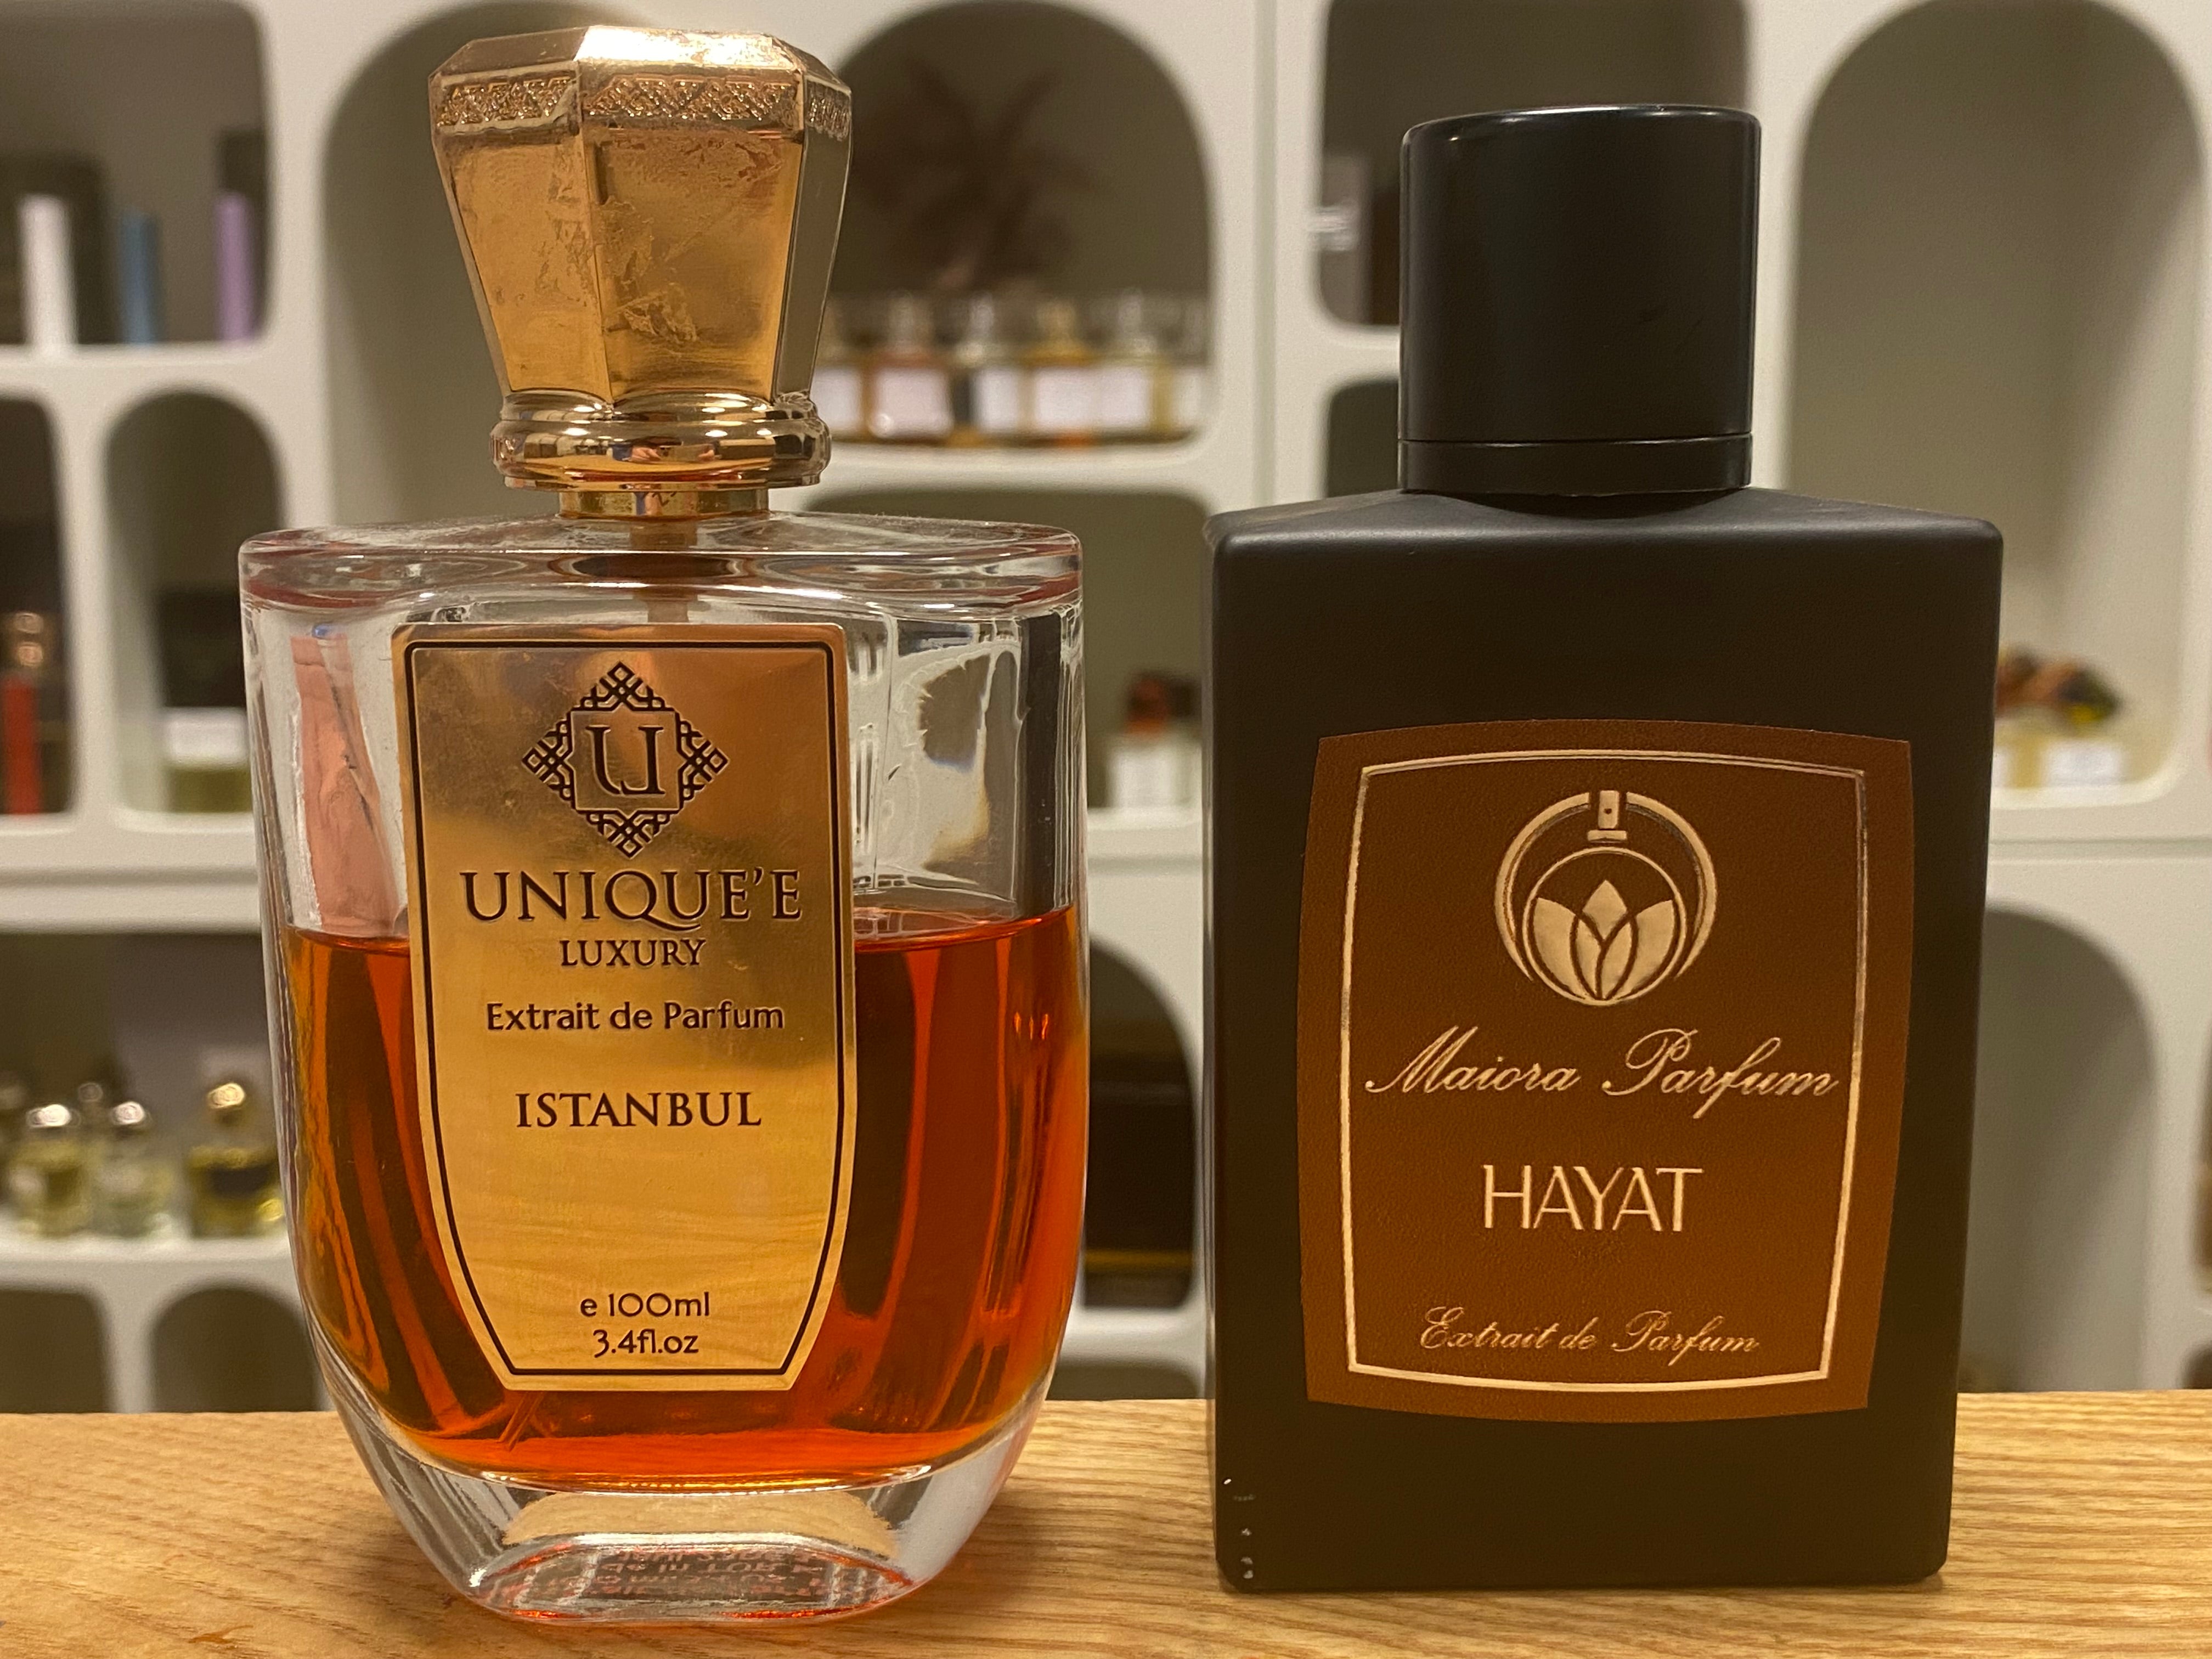 U
UNIQUE'E
LUXURY
Extrait de Parfum
ISTANBUL
e 100ml
3.4fl.oz
Maiora Parfum
HAYAT
Extrait de Parfum